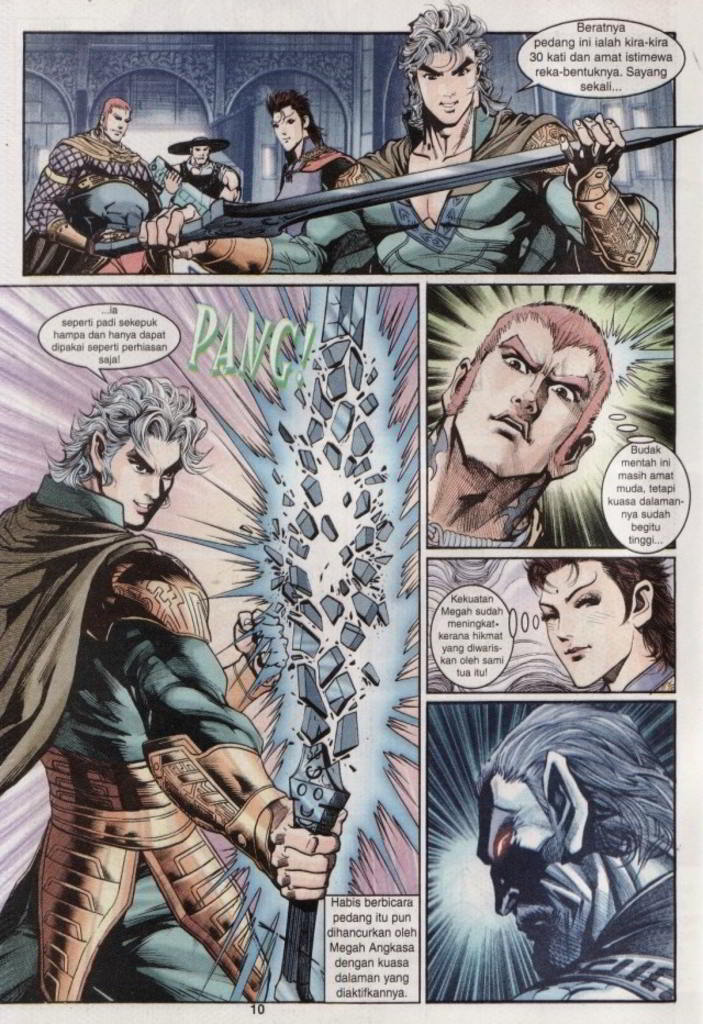 Beratnya
pedang ini ialah kira-kira
30 kati dan amat istimewa
reka-bentuknya. Sayang
sekali...
...ia
seperti padi sekepuk
hampa dan hanya dapat
dipakai seperti perhiasan
saja!
PANG!
Budak
mentah ini
masih amat
muda, tetapi
kuasa dalaman-
nya sudah
begitu
tinggi...
Kekuatan
Megah sudah
meningkat-
kerana hikmat
yang diwaris-
kan oleh sami
tua itu!
Habis berbicara
pedang itu pun
dihancurkan oleh
Megah Angkasa
dengan kuasa
dalaman yang
diaktifkannya.
10